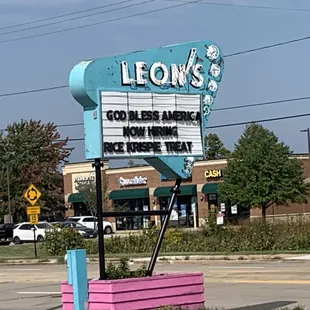 LEON'S
GOD BLESS AMERICA
NOW HIRING
RICE KRISPIE TREAT
CASH